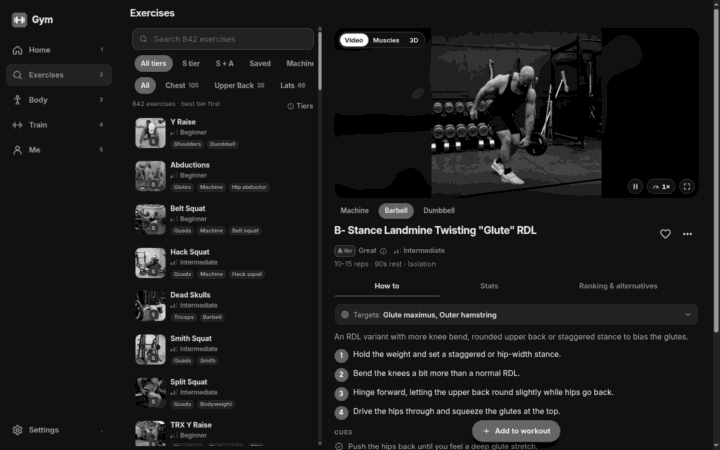 Gym
Home 1
Exercises 2
Body 3
Train 4
Me 5
Settings
Exercises
Search 842 exercises
All tiers S tier S + A Saved Machine
All Chest 105 Upper Back 39 Lats 66
842 exercises · best tier first Tiers
Y Raise
Beginner
Shoulders Dumbbell
Abductions
Beginner
Glutes Machine Hip abductor
Belt Squat
Beginner
Quads Machine Belt squat
Hack Squat
Intermediate
Quads Machine Hack squat
Dead Skulls
Intermediate
Triceps Barbell
Smith Squat
Intermediate
Quads Smith
Split Squat
Intermediate
Quads Bodyweight
TRX Y Raise
Beginner
Video Muscles 3D
1×
Machine Barbell Dumbbell
B- Stance Landmine Twisting "Glute" RDL
A tier Great Intermediate
10–15 reps · 90s rest · Isolation
How to Stats Ranking & alternatives
Targets: Glute maximus, Outer hamstring
An RDL variant with more knee bend, rounded upper back or staggered stance to bias the glutes.
1 Hold the weight and set a staggered or hip-width stance.
2 Bend the knees a bit more than a normal RDL.
3 Hinge forward, letting the upper back round slightly while hips go back.
4 Drive the hips through and squeeze the glutes at the top.
CUES
Push the hips back until you feel a deep glute stretch.
+ Add to workout